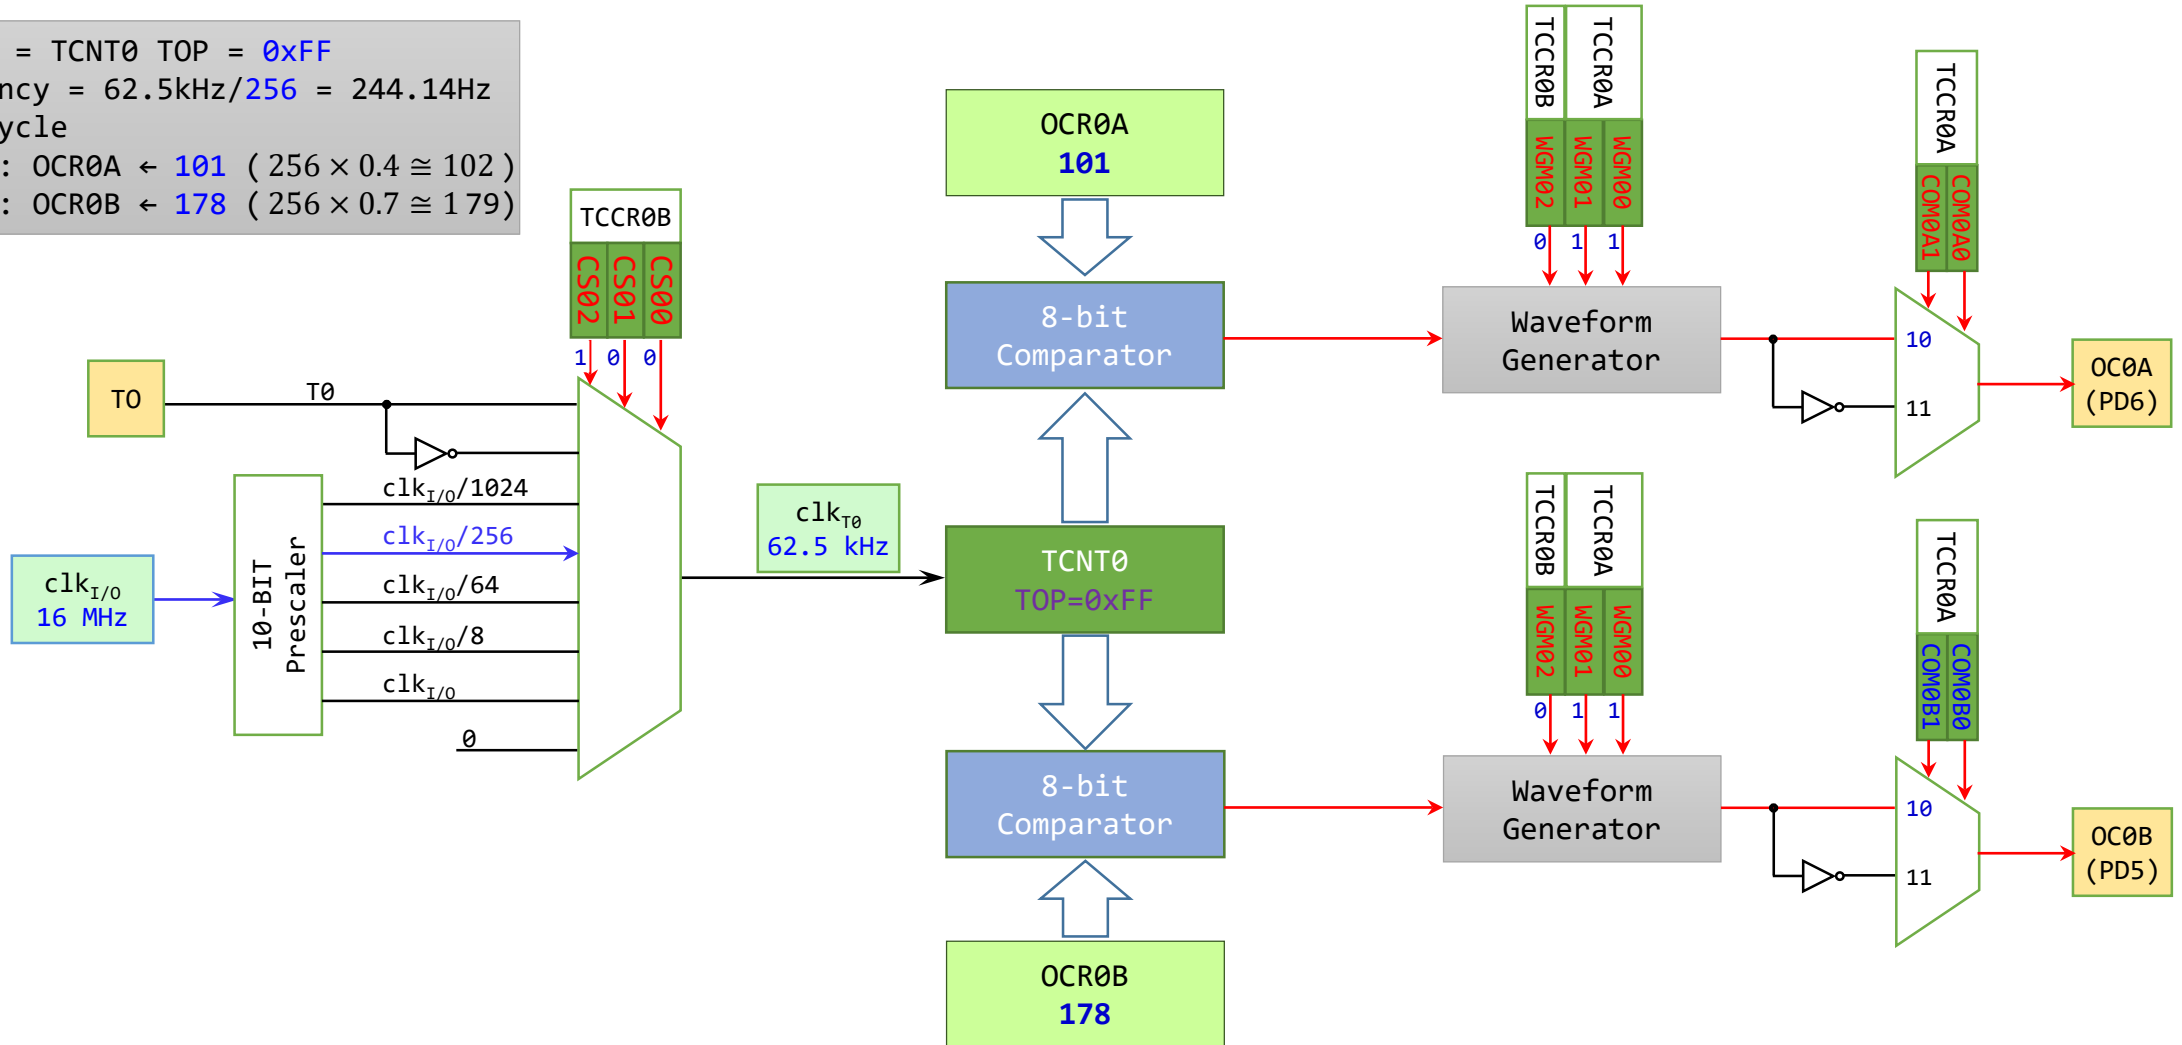 = TCNT0 TOP = 0xFF
ncy = 62.5kHz/256 = 244.14Hz
ycle
: OCR0A ← 101 (256 × 0.4 ≅ 102)
: OCR0B ← 178 (256 × 0.7 ≅ 179)
TCCR0B
CS02 CS01 CS00
1 0 0
TO
T0
clkI/O/1024
clkI/O/256
clkI/O/64
clkI/O/8
clkI/O
0
10-BIT
Prescaler
clkI/O
16 MHz
clkT0
62.5 kHz
OCR0A
101
8-bit
Comparator
TCNT0
TOP=0xFF
8-bit
Comparator
OCR0B
178
TCCR0B TCCR0A
WGM02 WGM01 WGM00
0 1 1
Waveform
Generator
TCCR0A
COM0A1 COM0A0
10
11
OC0A
(PD6)
TCCR0B TCCR0A
WGM02 WGM01 WGM00
0 1 1
Waveform
Generator
TCCR0A
COM0B1 COM0B0
10
11
OC0B
(PD5)